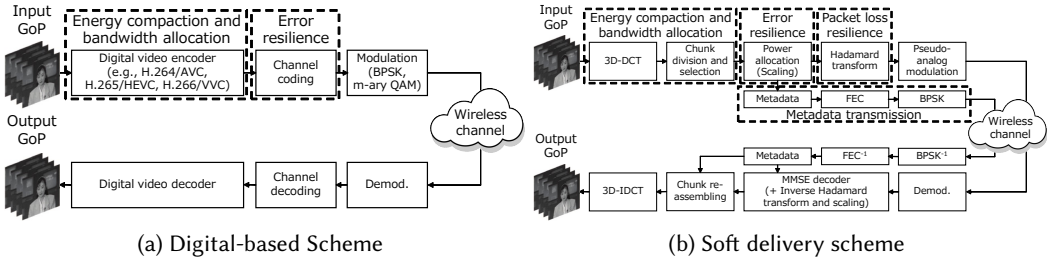 Input
GoP
Energy compaction and
bandwidth allocation
Error
resilience
Digital video encoder
(e.g., H.264/AVC,
H.265/HEVC, H.266/VVC)
Channel
coding
Modulation
(BPSK,
m-ary QAM)
Wireless
channel
Output
GoP
Digital video decoder
Channel
decoding
Demod.
(a) Digital-based Scheme
Input
GoP
Energy compaction and
bandwidth allocation
Error
resilience
Packet loss
resilience
3D-DCT
Chunk
division and
selection
Power
allocation
(Scaling)
Hadamard
transform
Pseudo-
analog
modulation
Metadata
FEC
BPSK
Metadata transmission
Wireless
channel
Output
GoP
Metadata
FEC⁻¹
BPSK⁻¹
3D-IDCT
Chunk re-
assembling
MMSE decoder
(+ Inverse Hadamard
transform and scaling)
Demod.
(b) Soft delivery scheme